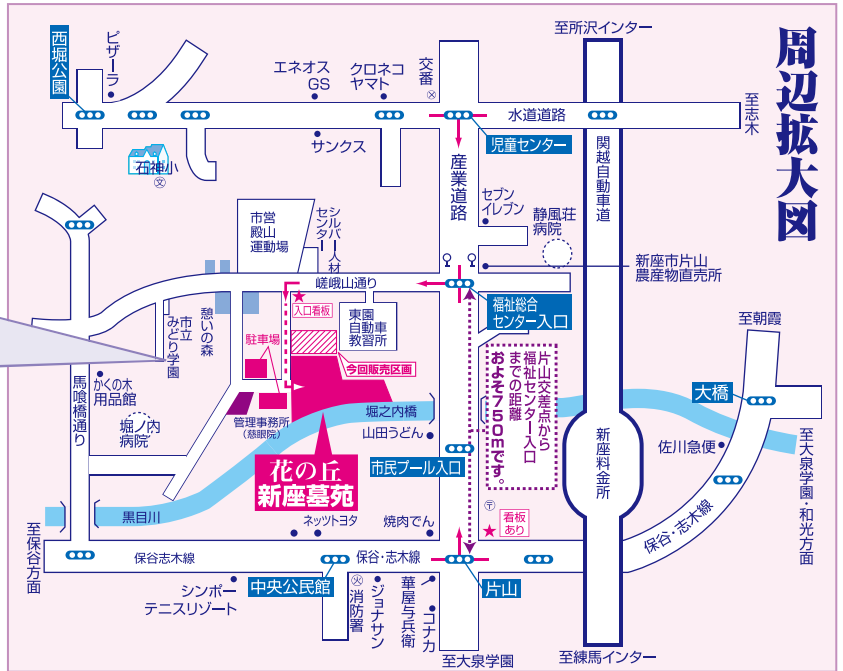 周辺拡大図
至所沢インター
西堀公園
ピザーラ
エネオス
GS
クロネコ
ヤマト
交番
水道道路
至志木
サンクス
児童センター
石神小
文
関越自動車道
産業道路
セブン
イレブン
静風荘
病院
市営
殿山
運動場
シルバー人材
センター
新座市片山
農産物直売所
嵯峨山通り
福祉総合
センター入口
入口看板
東園
自動車
教習所
憩いの森
市立
みどり学園
駐車場
今回販売区画
片山交差点から
福祉センター入口
までの距離
およそ750mです。
至朝霞
大橋
かくの木
用品館
馬喰橋通り
堀ノ内
病院
管理事務所
(慈眼院)
堀之内橋
山田うどん
新座料金所
佐川急便
花の丘
新座墓苑
市民プール入口
至大泉学園・和光方面
黒目川
ネッツトヨタ
焼肉でん
〒
看板
あり
保谷・志木線
至保谷方面
保谷志木線
保谷・志木線
シンポー
テニスリゾート
中央公民館
火
消防署
ジョナサン
華屋与兵衛
コナカ
片山
至大泉学園
至練馬インター